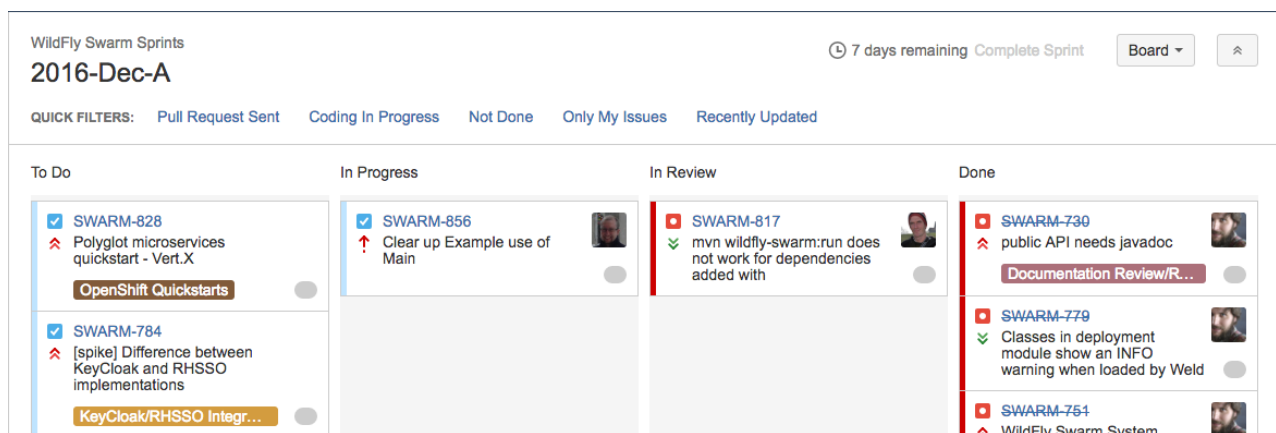 WildFly Swarm Sprints
2016-Dec-A
7 days remaining Complete Sprint
Board
QUICK FILTERS: Pull Request Sent Coding In Progress Not Done Only My Issues Recently Updated
To Do
SWARM-828
Polyglot microservices
quickstart - Vert.X
OpenShift Quickstarts
SWARM-784
[spike] Difference between
KeyCloak and RHSSO
implementations
KeyCloak/RHSSO Integr...
In Progress
SWARM-856
Clear up Example use of
Main
In Review
SWARM-817
mvn wildfly-swarm:run does
not work for dependencies
added with
Done
SWARM-730
public API needs javadoc
Documentation Review/R...
SWARM-779
Classes in deployment
module show an INFO
warning when loaded by Weld
SWARM-751
WildFly Swarm System